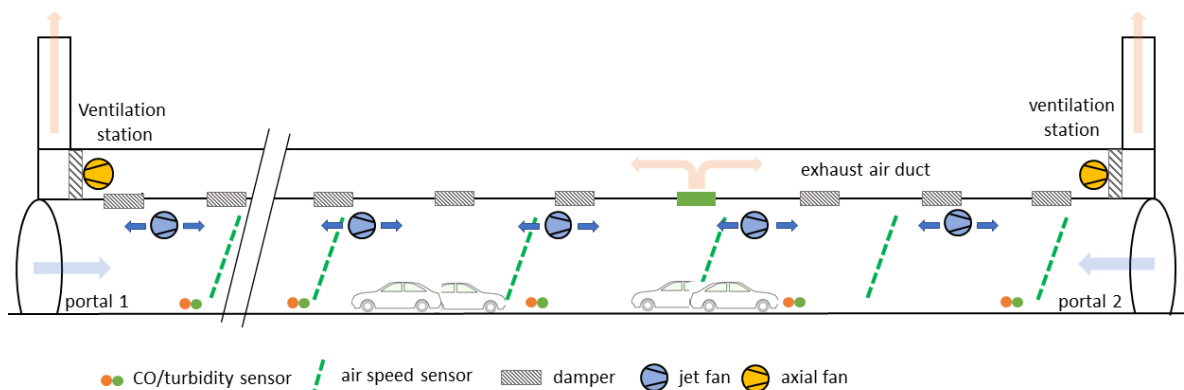 Ventilation
station
ventilation
station
exhaust air duct
portal 1
portal 2
CO/turbidity sensor
air speed sensor
damper
jet fan
axial fan